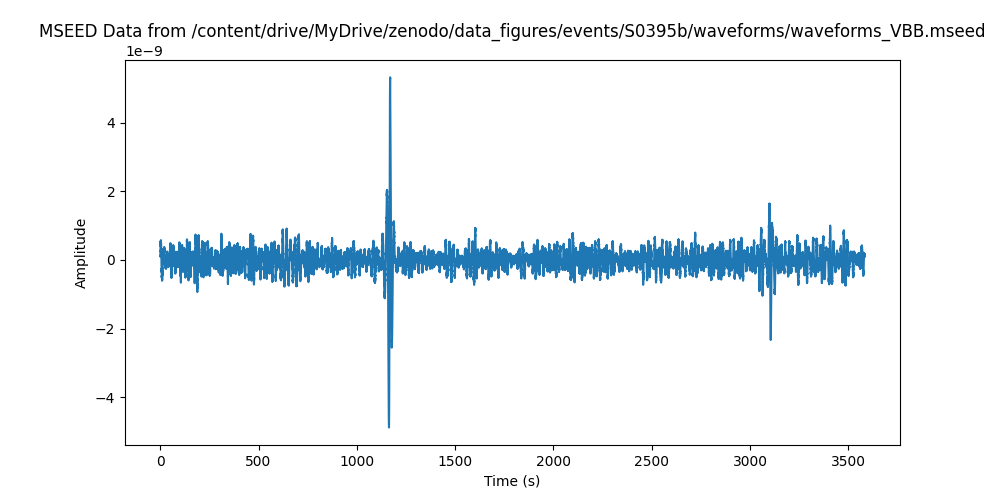 MSEED Data from /content/drive/MyDrive/zenodo/data_figures/events/S0395b/waveforms/waveforms_VBB.mseed
1e−9
4
2
0
−2
−4
Amplitude
0 500 1000 1500 2000 2500 3000 3500
Time (s)